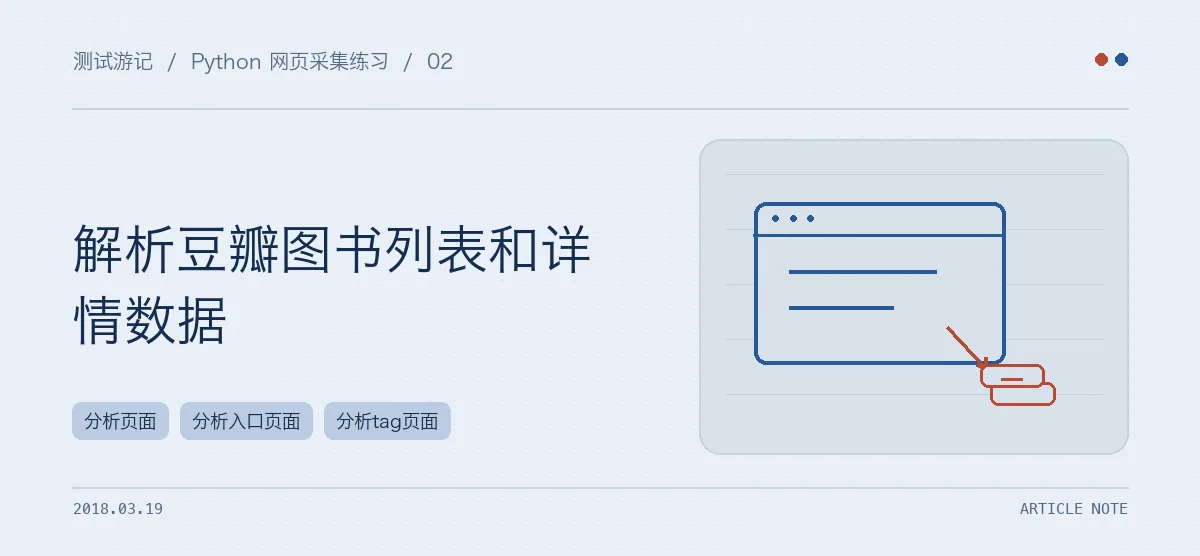 测试游记 / Python 网页采集练习 / 02
解析豆瓣图书列表和详
情数据
分析页面 分析入口页面 分析tag页面
2018.03.19 ARTICLE NOTE